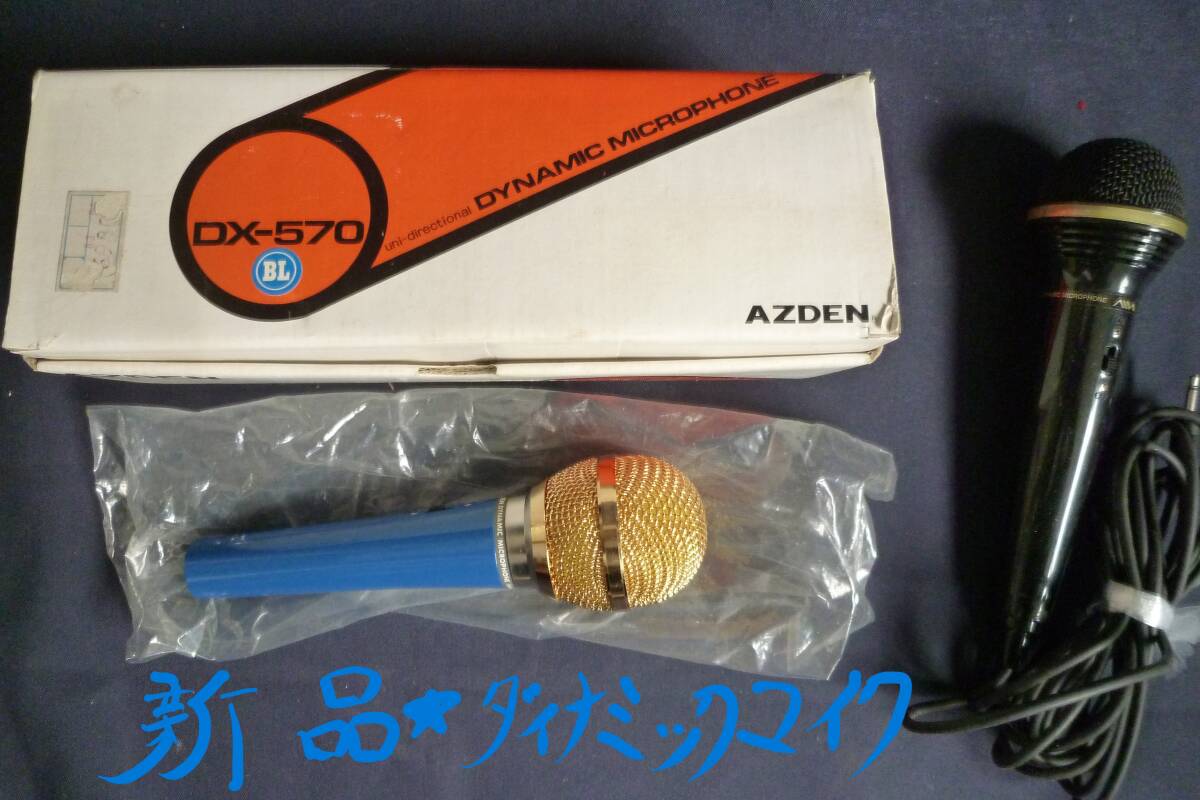 uni-directional DYNAMIC MICROPHONE
DX-570
BL
AZDEN
MIC MICROPHONE
DYNAMIC MICROPHONE
新品★ダイナミックマイク